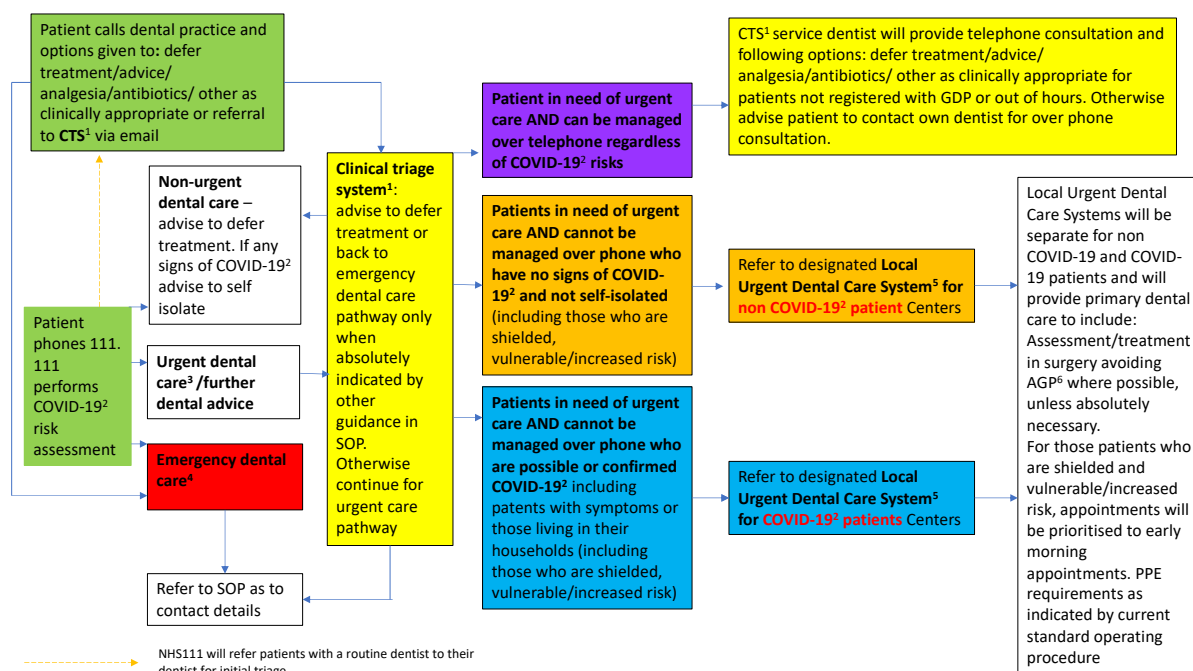 Patient calls dental practice and
options given to: defer
treatment/advice/
analgesia/antibiotics/ other as
clinically appropriate or referral
to CTS¹ via email
CTS¹ service dentist will provide telephone consultation and
following options: defer treatment/advice/
analgesia/antibiotics/ other as clinically appropriate for
patients not registered with GDP or out of hours. Otherwise
advise patient to contact own dentist for over phone
consultation.
Patient in need of urgent
care AND can be managed
over telephone regardless
of COVID-19² risks
Non-urgent
dental care –
advise to defer
treatment. If any
signs of COVID-19²
advise to self
isolate
Clinical triage
system¹:
advise to defer
treatment or
back to
emergency
dental care
pathway only
when
absolutely
indicated by
other
guidance in
SOP.
Otherwise
continue for
urgent care
pathway
Patients in need of urgent
care AND cannot be
managed over phone who
have no signs of COVID-
19² and not self-isolated
(including those who are
shielded,
vulnerable/increased risk)
Refer to designated Local
Urgent Dental Care System⁵ for
non COVID-19² patient Centers
Local Urgent Dental
Care Systems will be
separate for non
COVID-19 and COVID-
19 patients and will
provide primary dental
care to include:
Assessment/treatment
in surgery avoiding
AGP⁶ where possible,
unless absolutely
necessary.
For those patients who
are shielded and
vulnerable/increased
risk, appointments will
be prioritised to early
morning
appointments. PPE
requirements as
indicated by current
standard operating
procedure
Patient
phones 111.
111
performs
COVID-19²
risk
assessment
Urgent dental
care³ /further
dental advice
Emergency dental
care⁴
Patients in need of urgent
care AND cannot be
managed over phone who
are possible or confirmed
COVID-19² including
patents with symptoms or
those living in their
households (including
those who are shielded,
vulnerable/increased risk)
Refer to designated Local
Urgent Dental Care System⁵
for COVID-19² patients Centers
Refer to SOP as to
contact details
NHS111 will refer patients with a routine dentist to their
dentist for initial triage